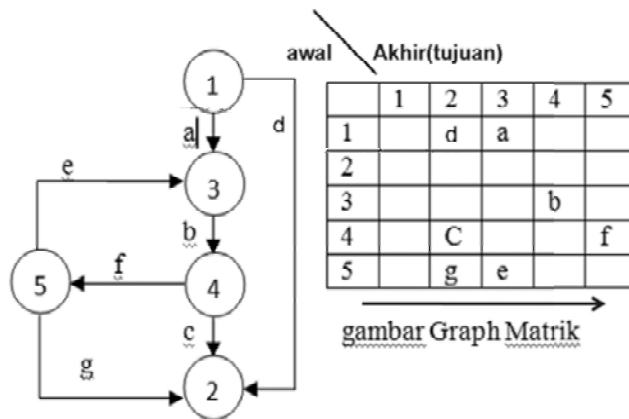 awal Akhir(tujuan)
1
a
d
3
e
b
5
f
4
c
g
2
1 2 3 4 5
1 d a
2
3 b
4 C f
5 g e
gambar Graph Matrik